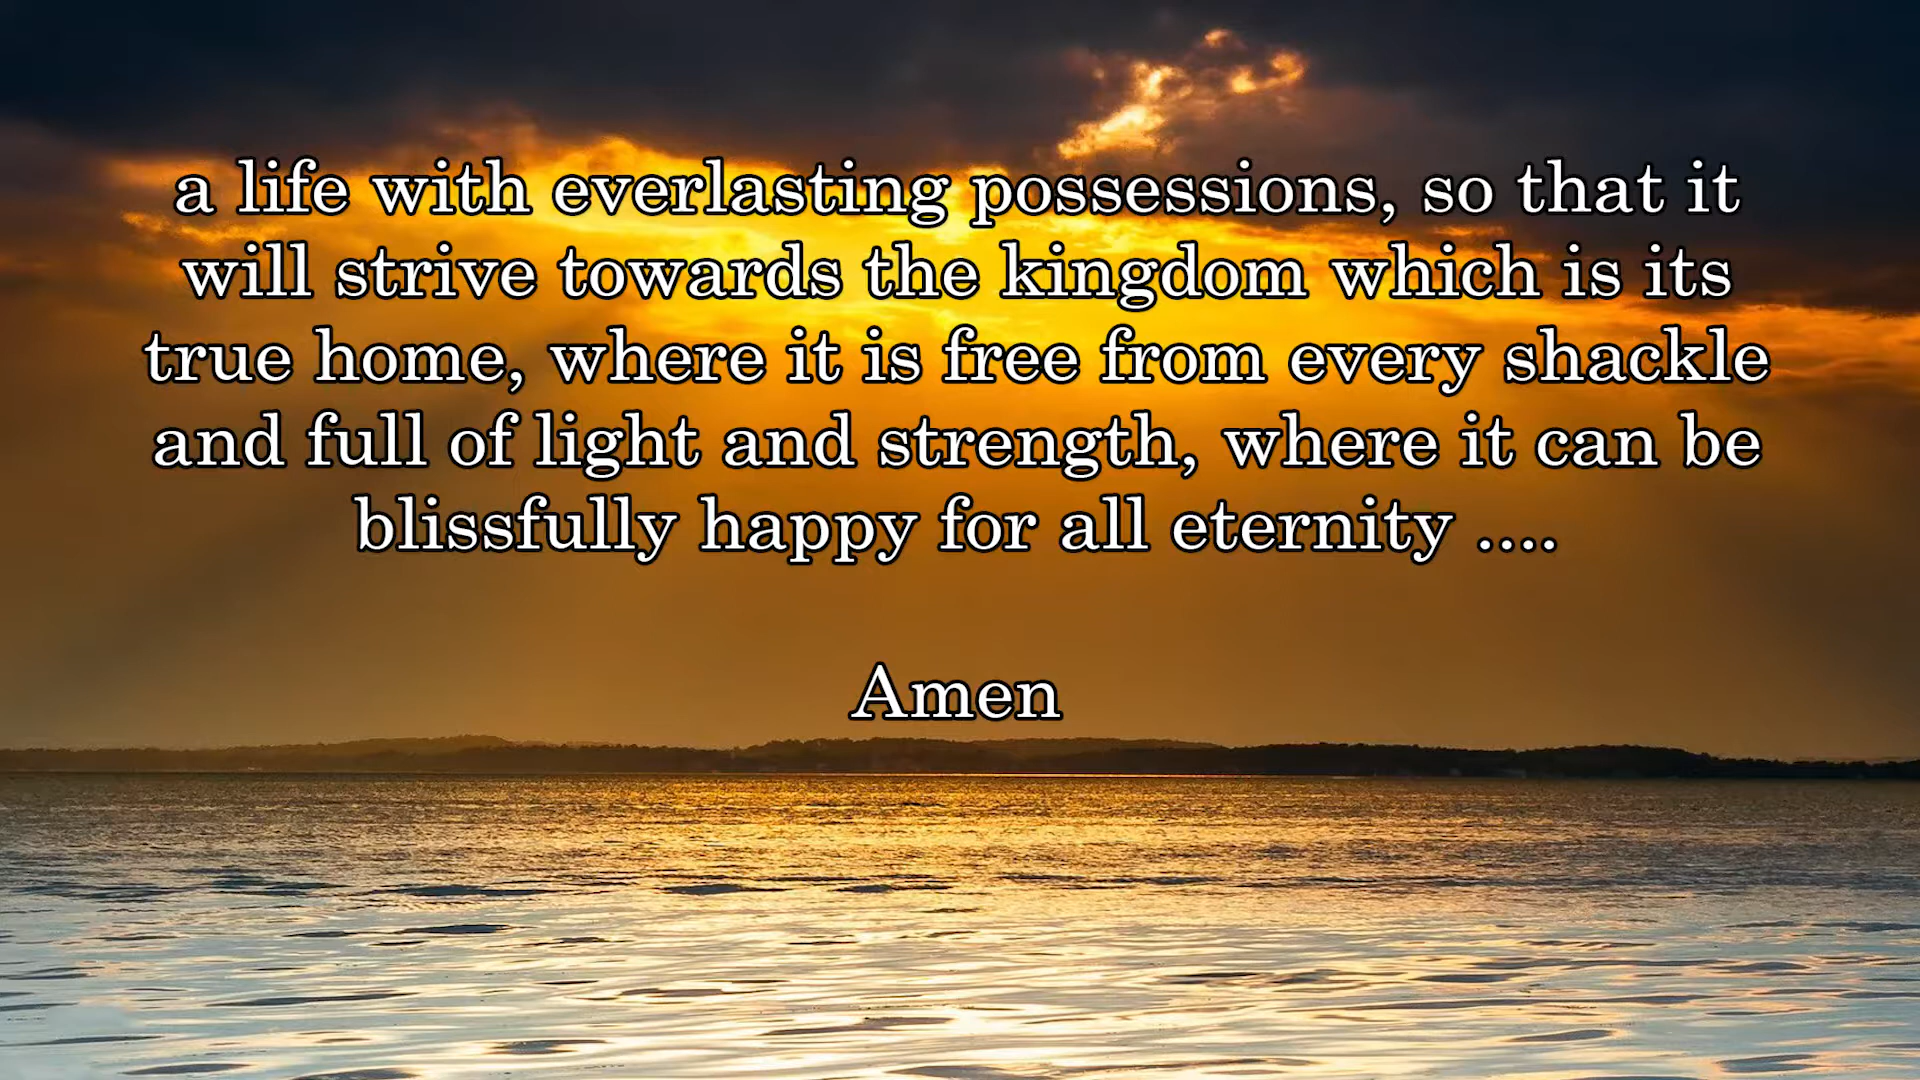 a life with everlasting possessions, so that it
will strive towards the kingdom which is its
true home, where it is free from every shackle
and full of light and strength, where it can be
blissfully happy for all eternity ....
Amen